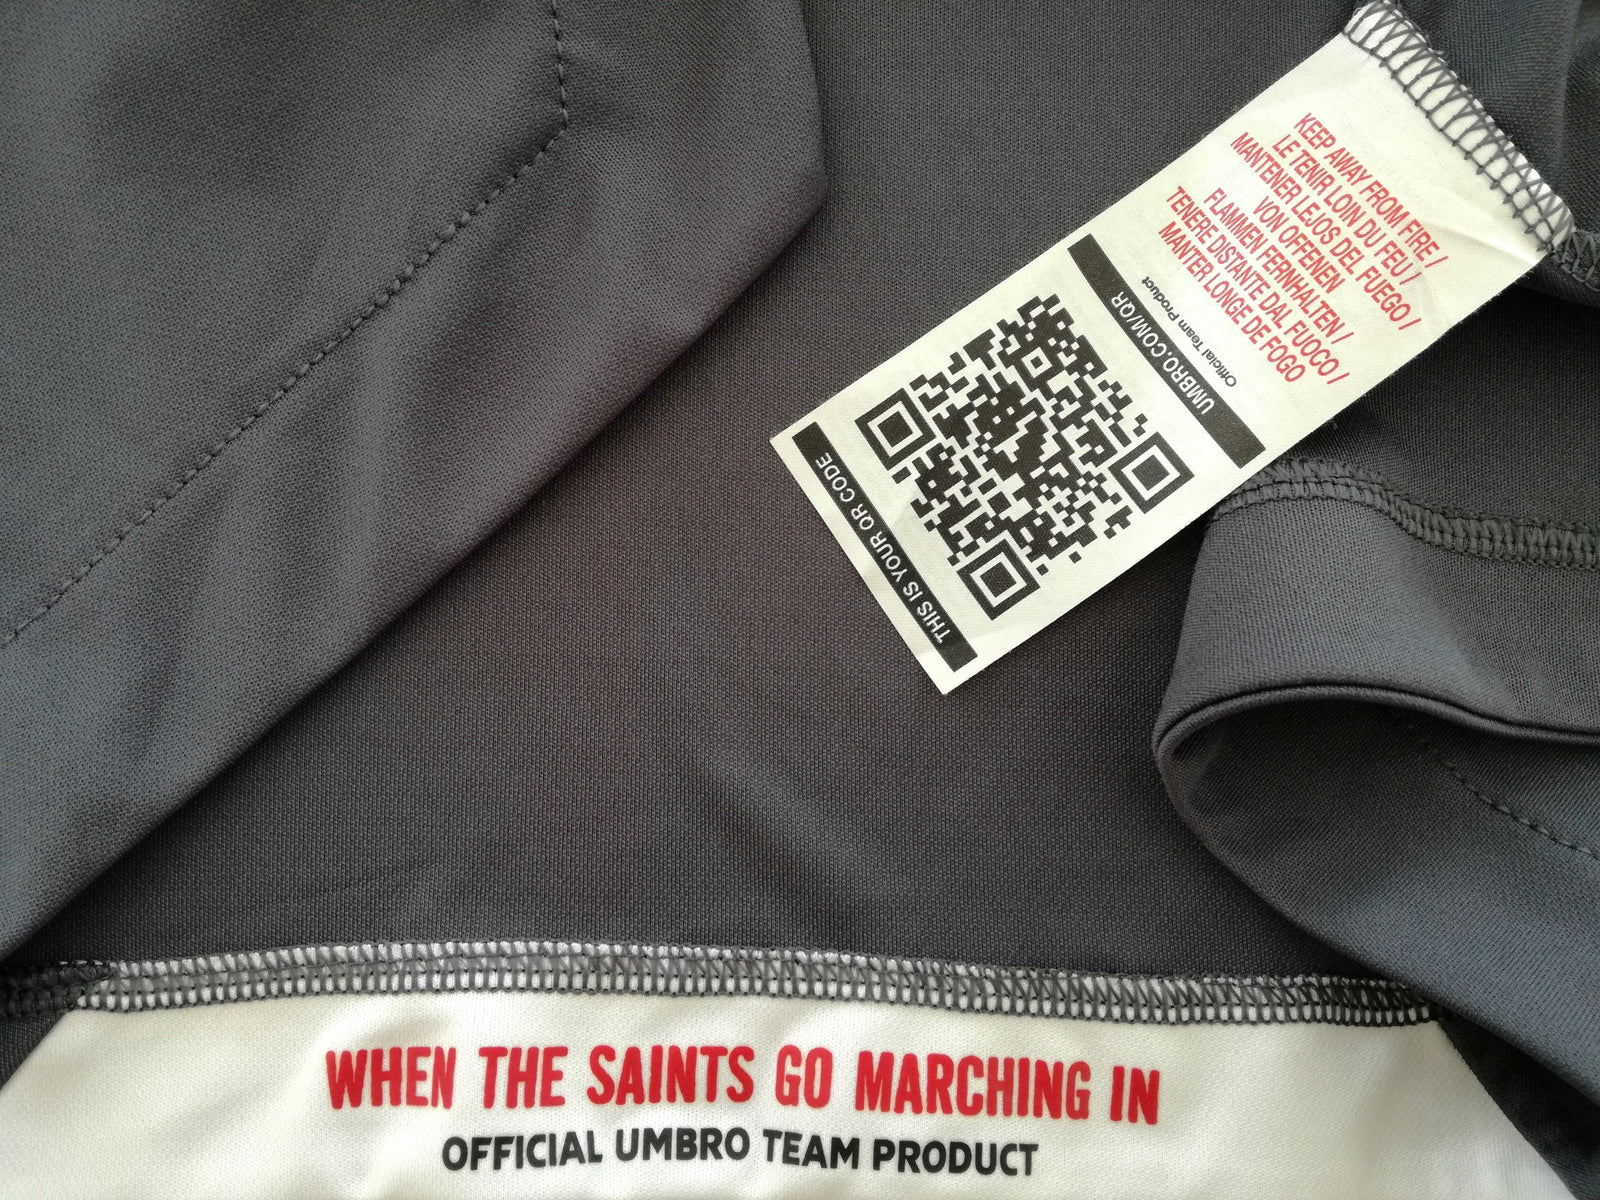 KEEP AWAY FROM FIRE /
LE TENIR LOIN DU FEU /
MANTENER LEJOS DEL FUEGO /
VON OFFENEN
FLAMMEN FERNHALTEN /
TENERE DISTANTE DAL FUOCO /
MANTER LONGE DE FOGO
Official Team Product
UMBRO.COM/QR
THIS IS YOUR QR CODE
WHEN THE SAINTS GO MARCHING IN
OFFICIAL UMBRO TEAM PRODUCT